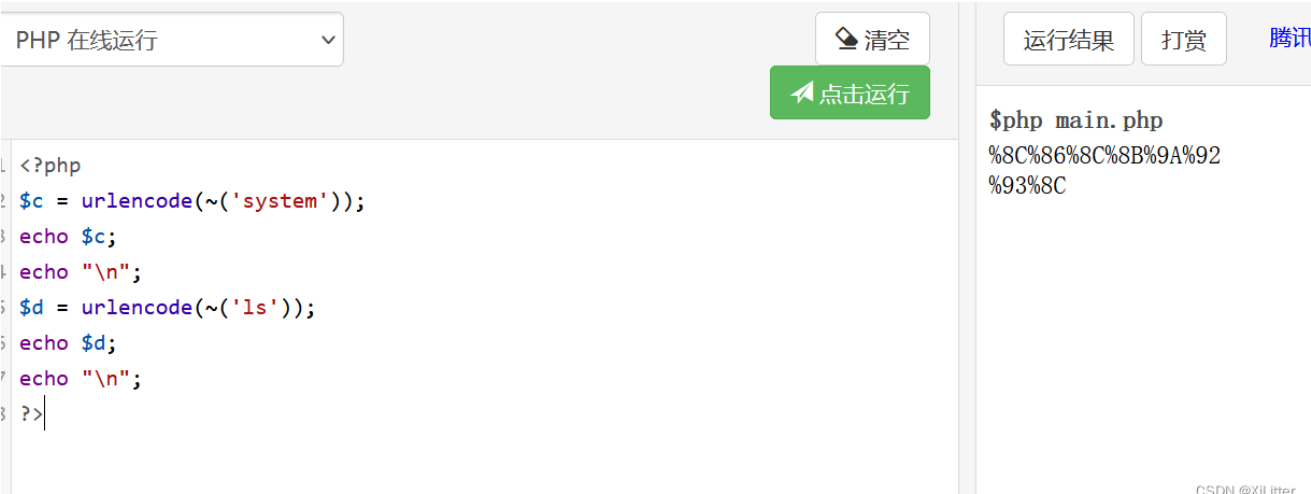 PHP 在线运行
清空
点击运行
运行结果
打赏
腾讯
1 <?php
2 $c = urlencode(~('system'));
3 echo $c;
4 echo "\n";
5 $d = urlencode(~('ls'));
6 echo $d;
7 echo "\n";
8 ?>
$php main.php
%8C%86%8C%8B%9A%92
%93%8C
CSDN @XiLitter